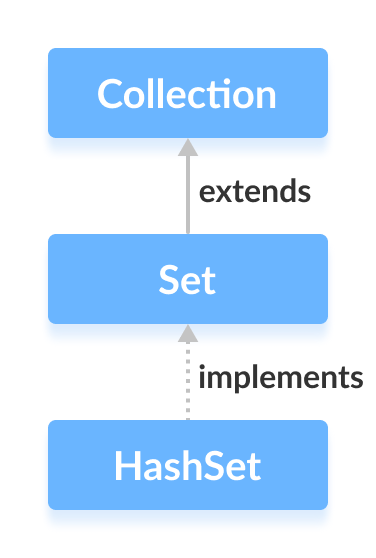 Collection
extends
Set
implements
HashSet